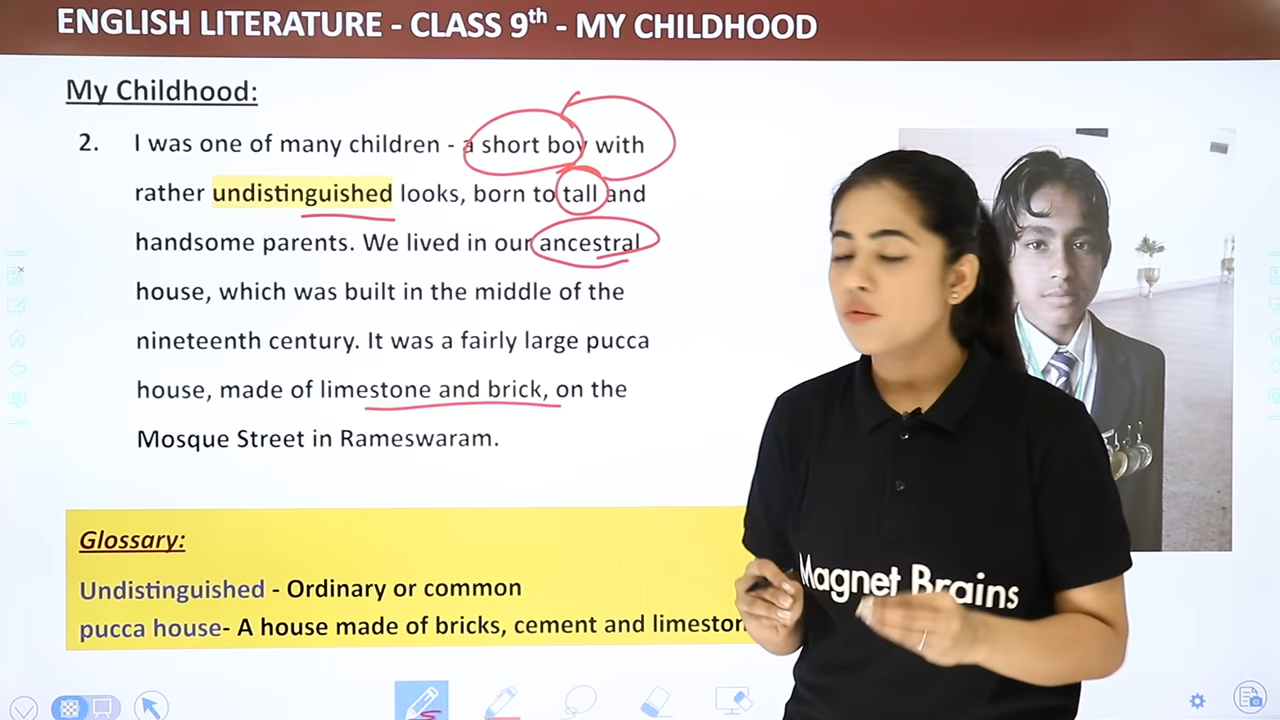 ENGLISH LITERATURE - CLASS 9th - MY CHILDHOOD
My Childhood:
2. I was one of many children - a short boy with
rather undistinguished looks, born to tall and
handsome parents. We lived in our ancestral
house, which was built in the middle of the
nineteenth century. It was a fairly large pucca
house, made of limestone and brick, on the
Mosque Street in Rameswaram.
Glossary:
Undistinguished - Ordinary or common
pucca house- A house made of bricks, cement and
Magnet Brains